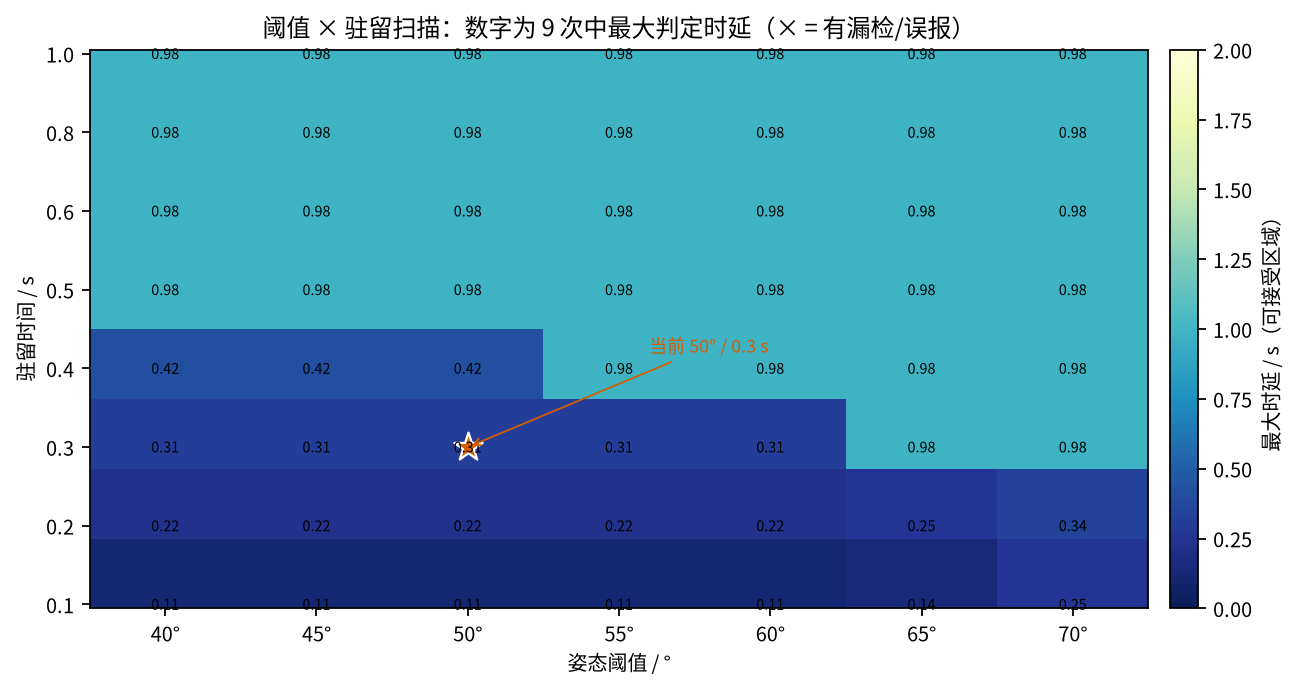 阈值 × 驻留扫描：数字为 9 次中最大判定时延（× = 有漏检/误报）
1.0 0.98 0.98 0.98 0.98 0.98 0.98 0.98
0.8 0.98 0.98 0.98 0.98 0.98 0.98 0.98
0.6 0.98 0.98 0.98 0.98 0.98 0.98 0.98
0.5 0.98 0.98 0.98 0.98 0.98 0.98 0.98
当前 50° / 0.3 s
0.4 0.42 0.42 0.42 0.98 0.98 0.98 0.98
0.3 0.31 0.31 0.31 0.31 0.98 0.98
0.2 0.22 0.22 0.22 0.22 0.22 0.25 0.34
0.1 0.11 0.11 0.11 0.11 0.11 0.14 0.25
40° 45° 50° 55° 60° 65° 70°
姿态阈值 / °
驻留时间 / s
2.00
1.75
1.50
1.25
1.00
0.75
0.50
0.25
0.00
最大时延 / s（可接受区域）